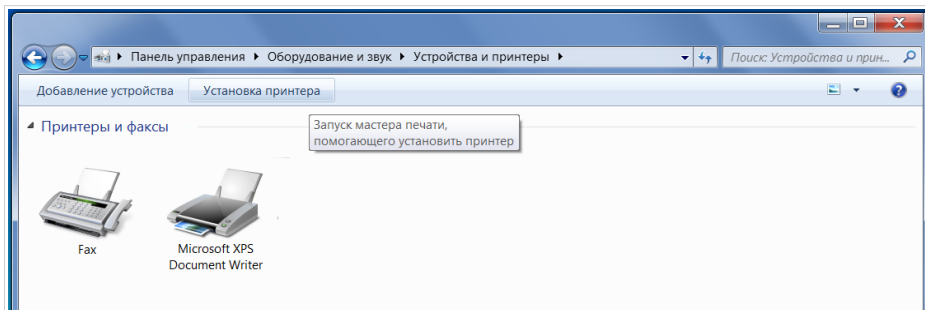 Панель управления Оборудование и звук Устройства и принтеры Поиск: Устройства и прин...
Добавление устройства Установка принтера
Принтеры и факсы
Запуск мастера печати,
помогающего установить принтер
Fax
Microsoft XPS
Document Writer